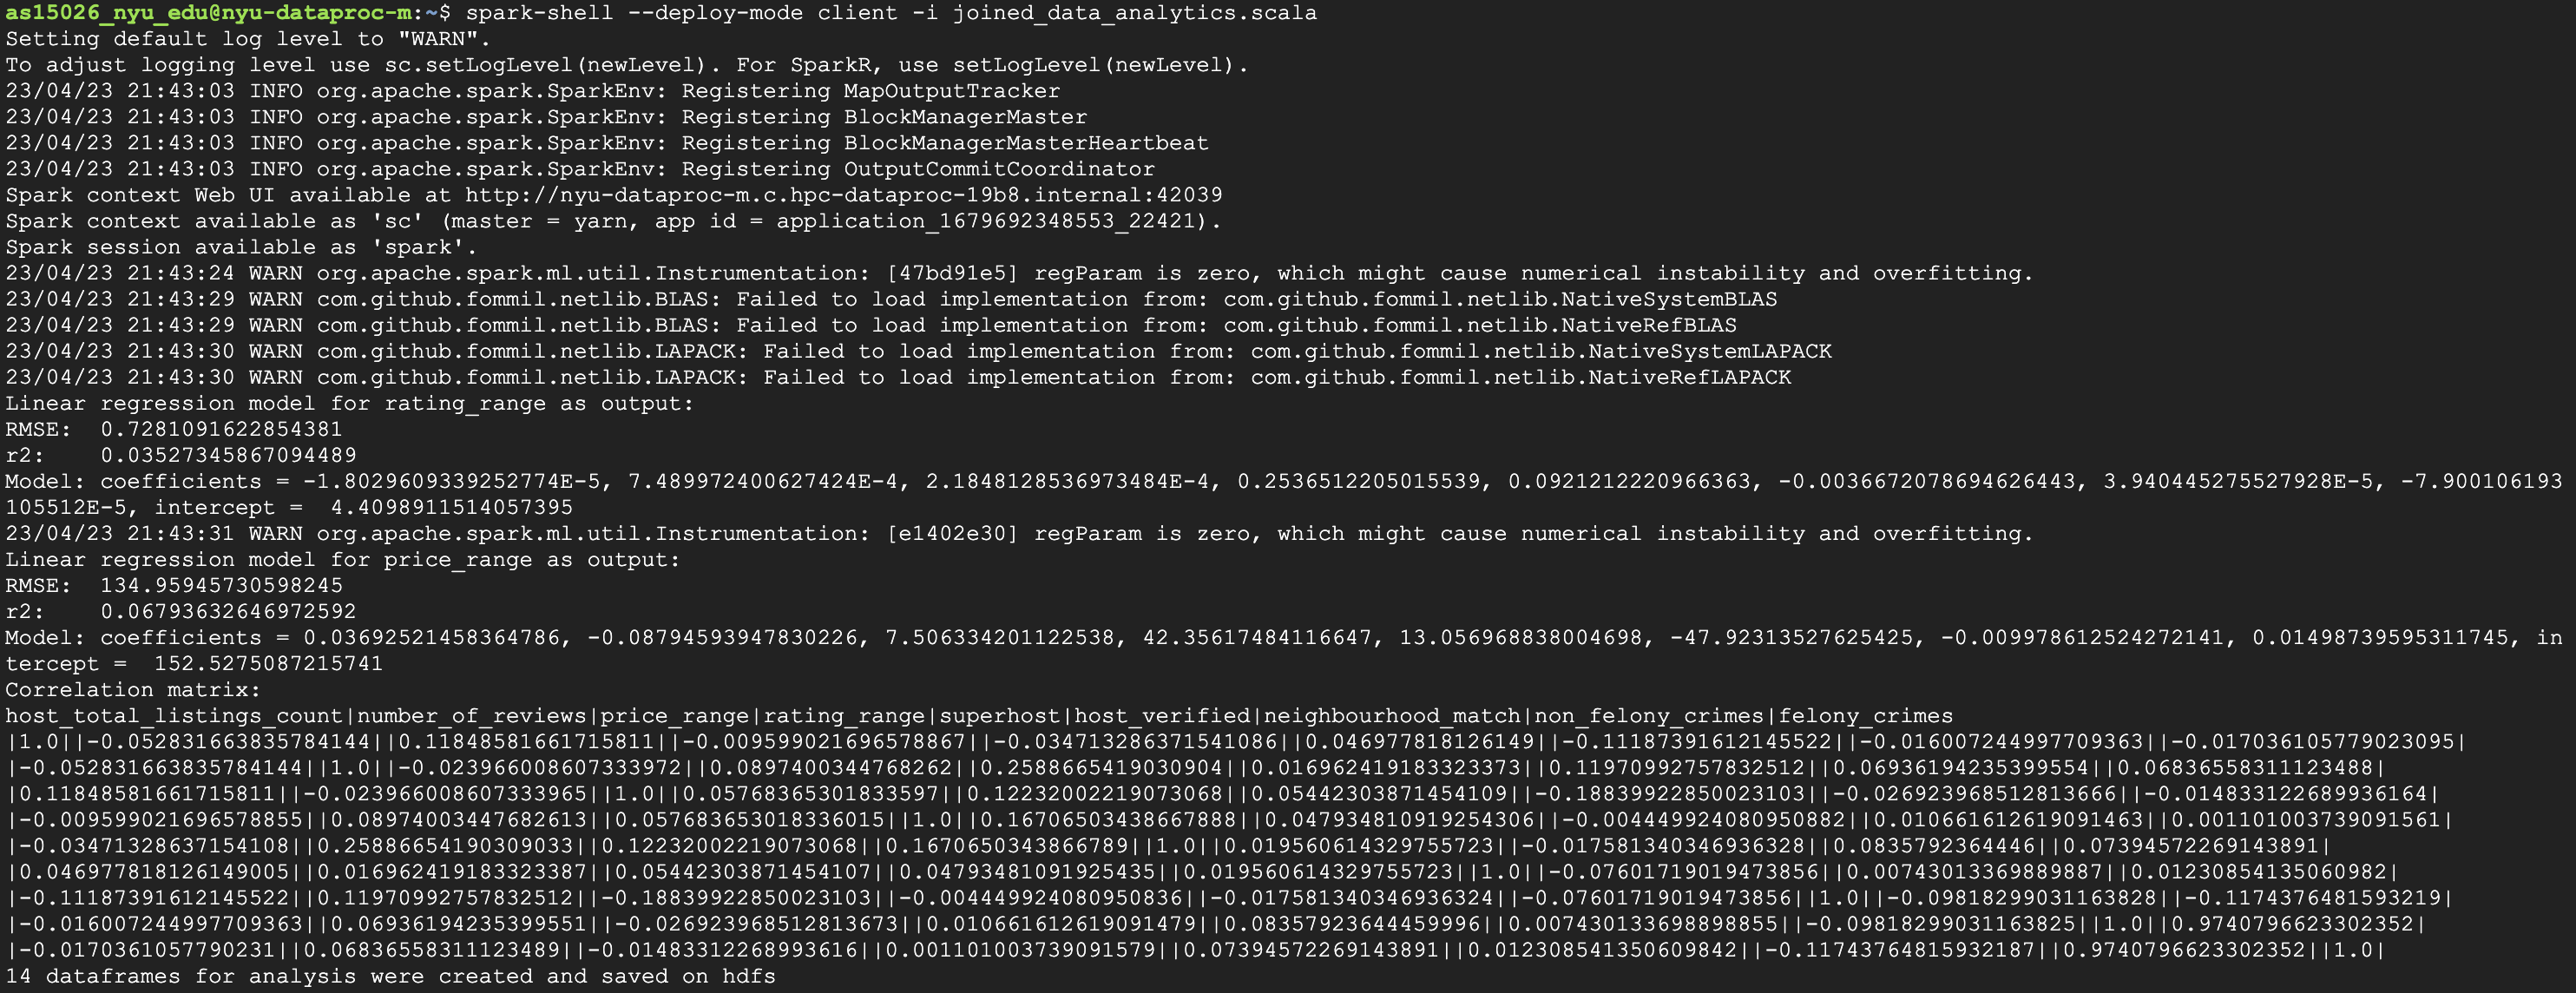 as15026_nyu_edu@nyu-dataproc-m:~$ spark-shell --deploy-mode client -i joined_data_analytics.scala
Setting default log level to "WARN".
To adjust logging level use sc.setLogLevel(newLevel). For SparkR, use setLogLevel(newLevel).
23/04/23 21:43:03 INFO org.apache.spark.SparkEnv: Registering MapOutputTracker
23/04/23 21:43:03 INFO org.apache.spark.SparkEnv: Registering BlockManagerMaster
23/04/23 21:43:03 INFO org.apache.spark.SparkEnv: Registering BlockManagerMasterHeartbeat
23/04/23 21:43:03 INFO org.apache.spark.SparkEnv: Registering OutputCommitCoordinator
Spark context Web UI available at http://nyu-dataproc-m.c.hpc-dataproc-19b8.internal:42039
Spark context available as 'sc' (master = yarn, app id = application_1679692348553_22421).
Spark session available as 'spark'.
23/04/23 21:43:24 WARN org.apache.spark.ml.util.Instrumentation: [47bd91e5] regParam is zero, which might cause numerical instability and overfitting.
23/04/23 21:43:29 WARN com.github.fommil.netlib.BLAS: Failed to load implementation from: com.github.fommil.netlib.NativeSystemBLAS
23/04/23 21:43:29 WARN com.github.fommil.netlib.BLAS: Failed to load implementation from: com.github.fommil.netlib.NativeRefBLAS
23/04/23 21:43:30 WARN com.github.fommil.netlib.LAPACK: Failed to load implementation from: com.github.fommil.netlib.NativeSystemLAPACK
23/04/23 21:43:30 WARN com.github.fommil.netlib.LAPACK: Failed to load implementation from: com.github.fommil.netlib.NativeRefLAPACK
Linear regression model for rating_range as output:
RMSE:  0.7281091622854381
r2:    0.03527345867094489
Model: coefficients = -1.8029609339252774E-5, 7.489972400627424E-4, 2.1848128536973484E-4, 0.2536512205015539, 0.0921212220966363, -0.0036672078694626443, 3.940445275527928E-5, -7.900106193
105512E-5, intercept =  4.4098911514057395
23/04/23 21:43:31 WARN org.apache.spark.ml.util.Instrumentation: [e1402e30] regParam is zero, which might cause numerical instability and overfitting.
Linear regression model for price_range as output:
RMSE:  134.95945730598245
r2:    0.06793632646972592
Model: coefficients = 0.03692521458364786, -0.08794593947830226, 7.506334201122538, 42.35617484116647, 13.056968838004698, -47.92313527625425, -0.009978612524272141, 0.01498739595311745, in
tercept =  152.5275087215741
Correlation matrix:
host_total_listings_count|number_of_reviews|price_range|rating_range|superhost|host_verified|neighbourhood_match|non_felony_crimes|felony_crimes
|1.0||-0.052831663835784144||0.11848581661715811||-0.009599021696578867||-0.034713286371541086||0.046977818126149||-0.11187391612145522||-0.016007244997709363||-0.017036105779023095|
|-0.052831663835784144||1.0||-0.023966008607333972||0.0897400344768262||0.2588665419030904||0.016962419183323373||0.11970992757832512||0.06936194235399554||0.06836558311123488|
|0.11848581661715811||-0.023966008607333965||1.0||0.05768365301833597||0.12232002219073068||0.05442303871454109||-0.18839922850023103||-0.026923968512813666||-0.014833122689936164|
|-0.009599021696578855||0.08974003447682613||0.057683653018336015||1.0||0.16706503438667888||0.047934810919254306||-0.004449924080950882||0.010661612619091463||0.001101003739091561|
|-0.03471328637154108||0.25886654190309033||0.12232002219073068||0.1670650343866789||1.0||0.019560614329755723||-0.017581340346936328||0.0835792364446||0.07394572269143891|
|0.046977818126149005||0.016962419183323387||0.05442303871454107||0.04793481091925435||0.019560614329755723||1.0||-0.07601719019473856||0.00743013369889887||0.01230854135060982|
|-0.111873916121455522||0.11970992757832512||-0.18839922850023103||-0.004449924080950836||-0.017581340346936324||-0.07601719019473856||1.0||-0.09818299031163828||-0.1174376481593219|
|-0.016007244997709363||0.06936194235399551||-0.026923968512813673||0.010661612619091479||0.08357923644459996||0.007430133698898855||-0.09818299031163825||1.0||0.9740796623302352|
|-0.0170361057790231||0.06836558311123489||-0.01483312268993616||0.001101003739091579||0.07394572269143891||0.012308541350609842||-0.11743764815932187||0.9740796623302352||1.0|
14 dataframes for analysis were created and saved on hdfs